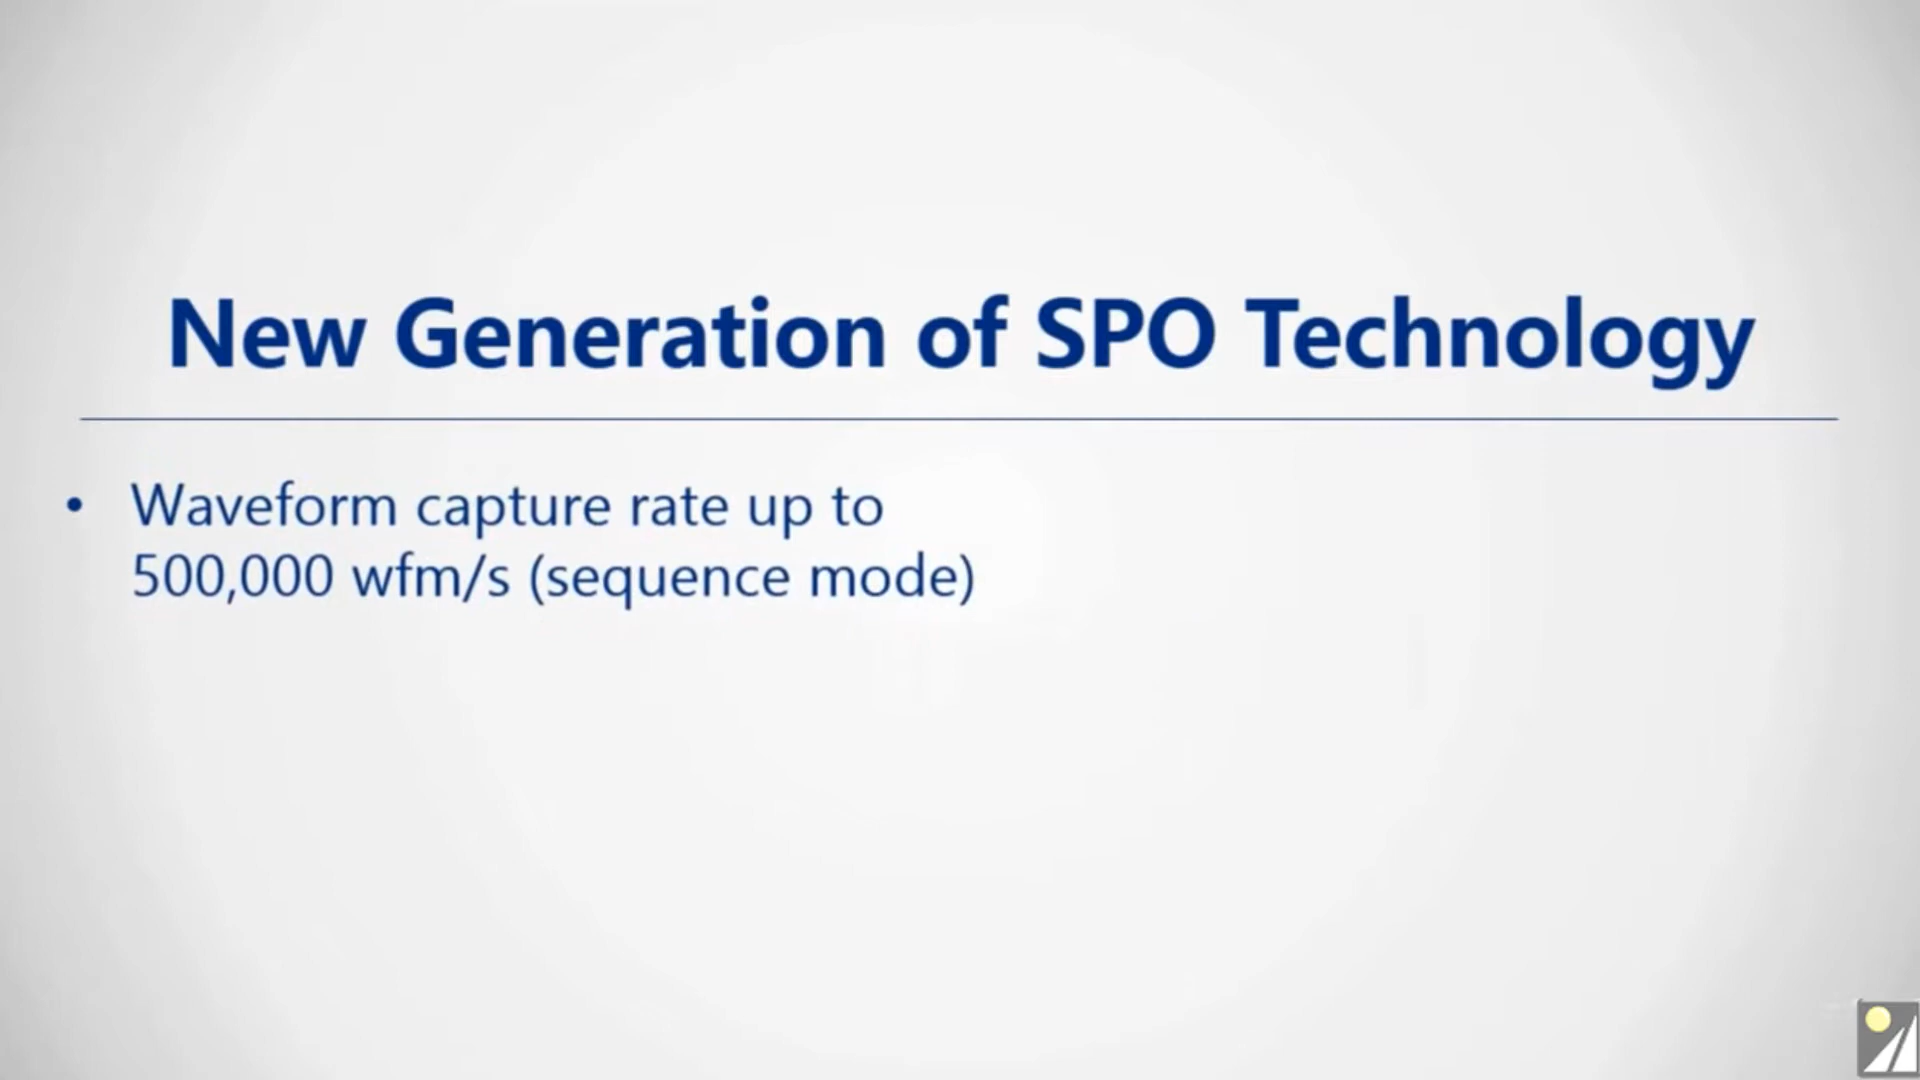 New Generation of SPO Technology
• Waveform capture rate up to
500,000 wfm/s (sequence mode)